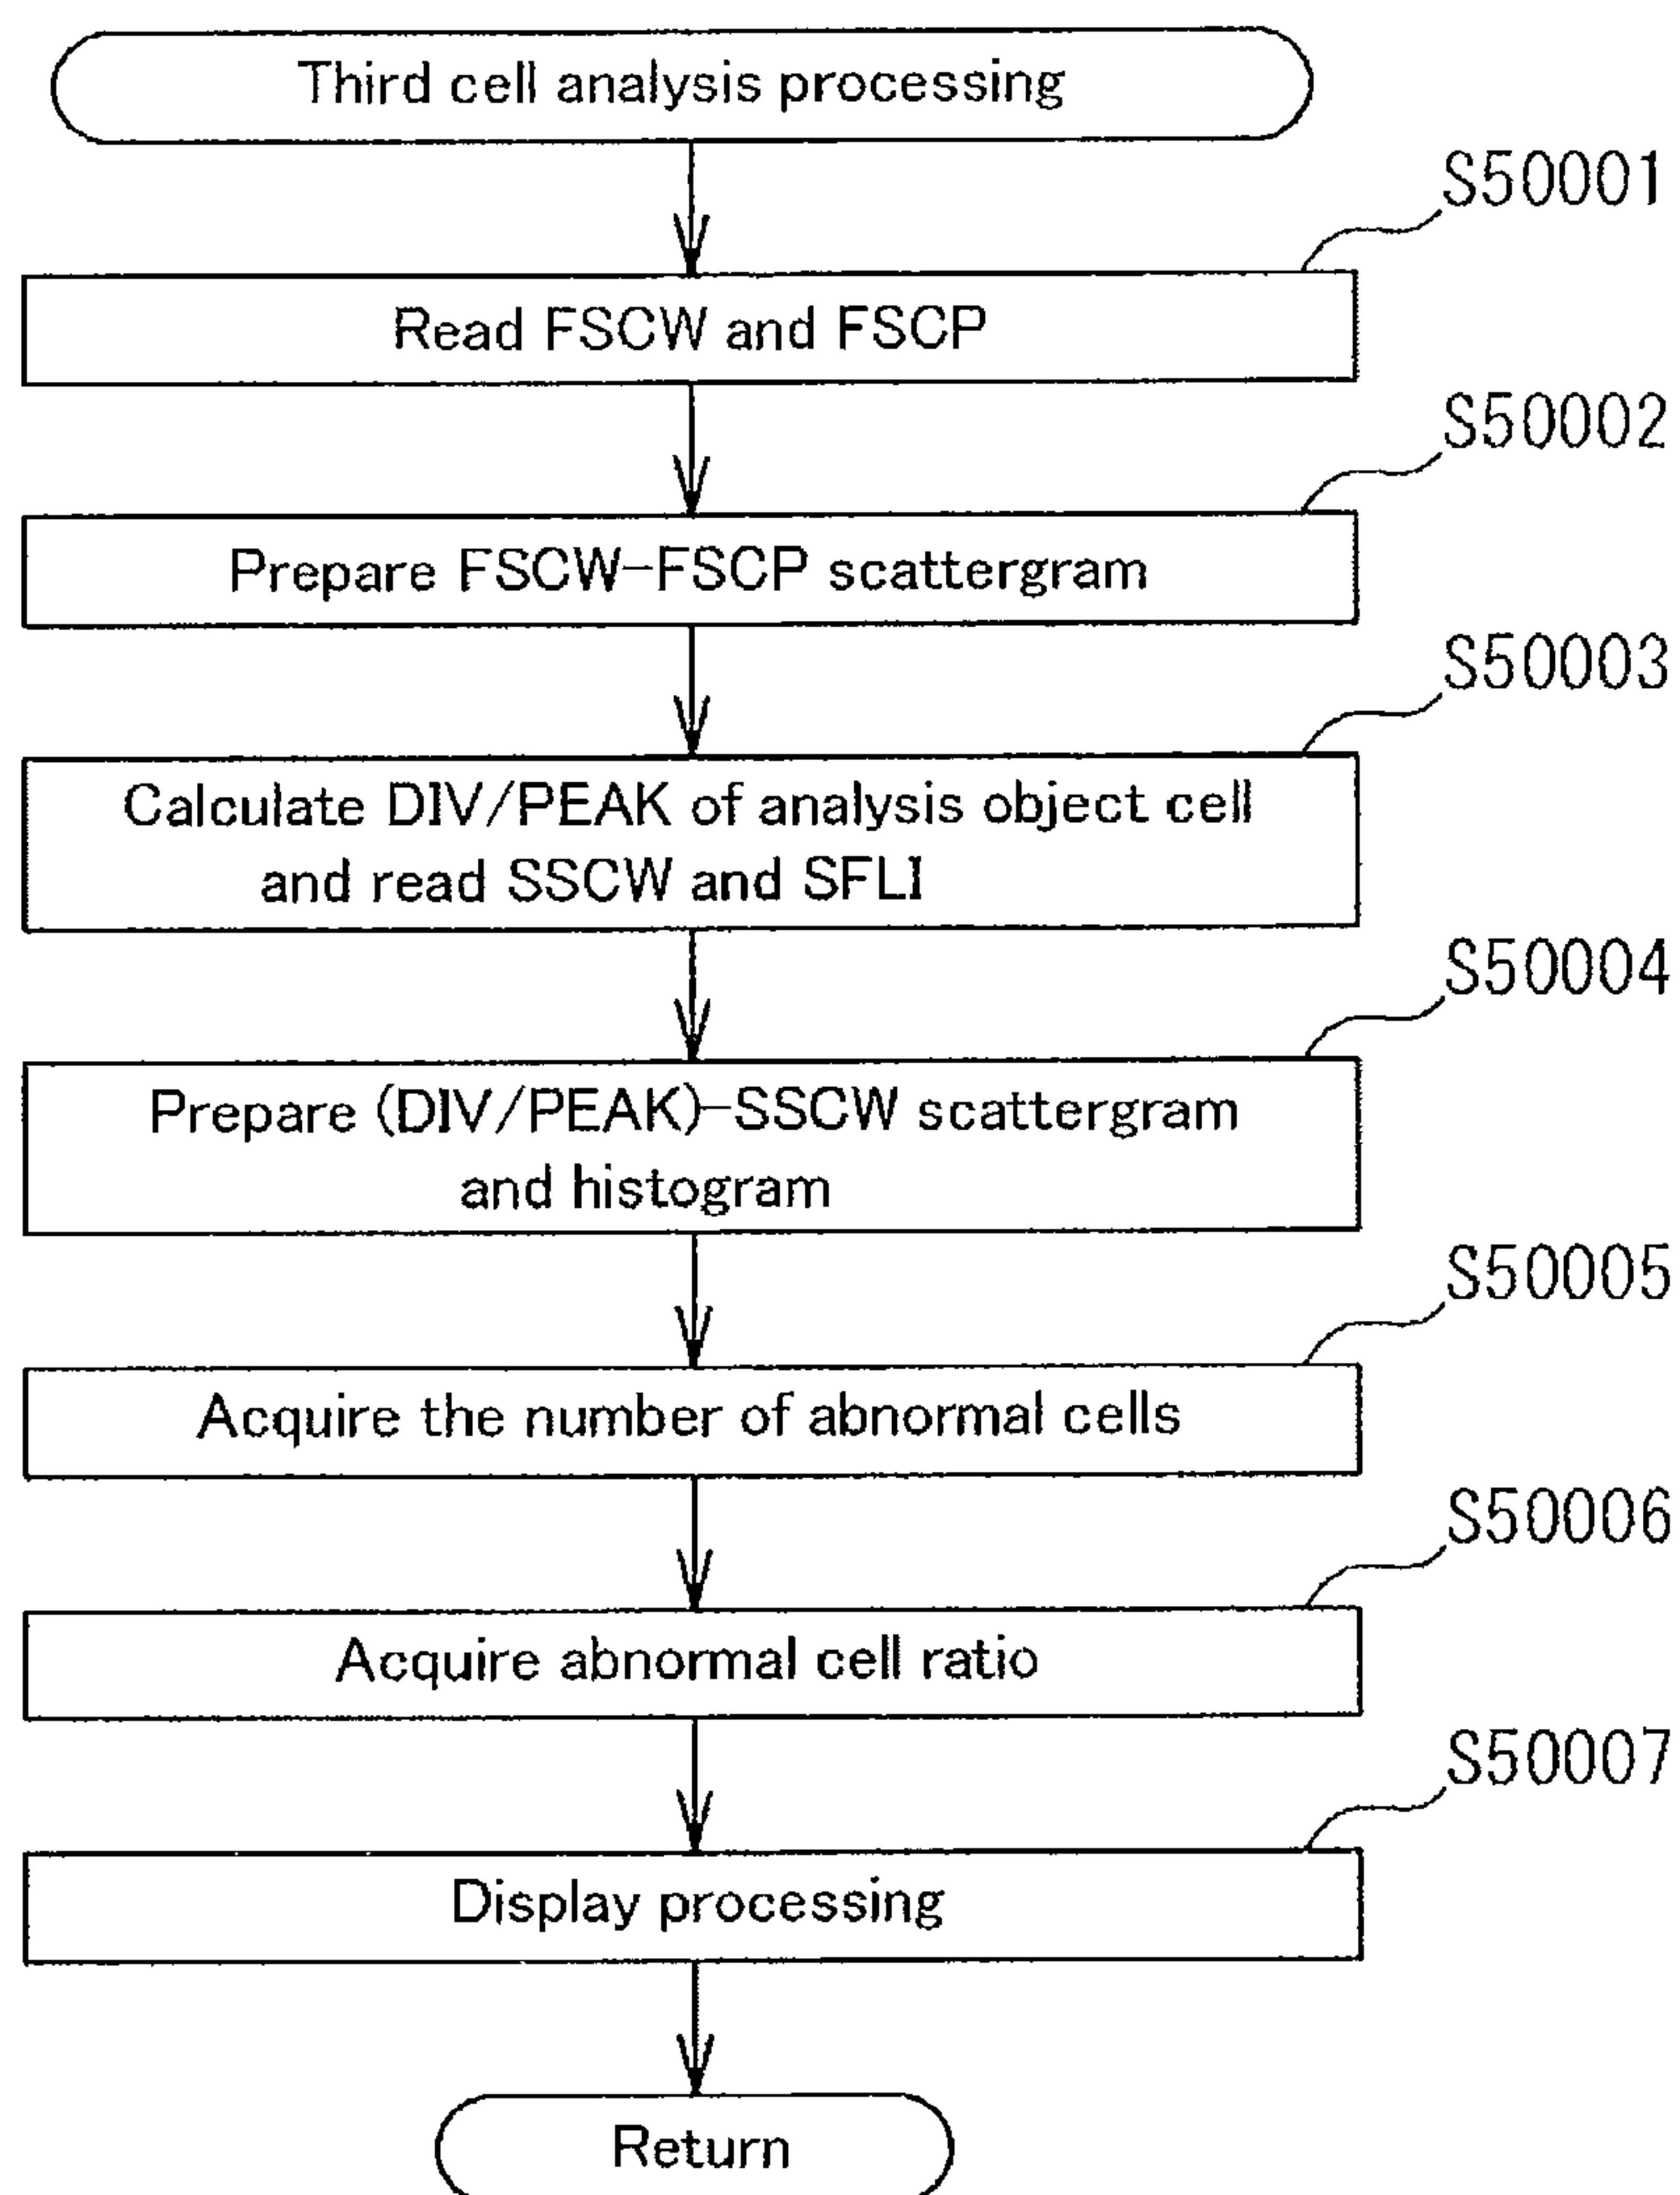 Third cell analysis processing
S50001
Read FSCW and FSCP
S50002
Prepare FSCW-FSCP scattergram
S50003
Calculate DIV/PEAK of analysis object cell
and read SSCW and SFLI
S50004
Prepare (DIV/PEAK)-SSCW scattergram
and histogram
S50005
Acquire the number of abnormal cells
S50006
Acquire abnormal cell ratio
S50007
Display processing
Return